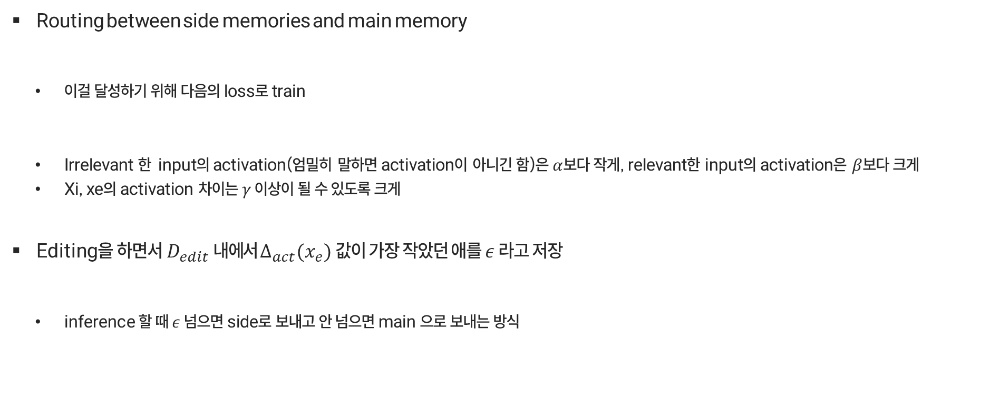 ▪ Routing between side memories and main memory
• 이걸 달성하기 위해 다음의 loss로 train
• Irrelevant 한 input의 activation(엄밀히 말하면 activation이 아니긴 함)은 α보다 작게, relevant한 input의 activation은 β보다 크게
• Xi, xe의 activation 차이는 γ 이상이 될 수 있도록 크게
▪ Editing을 하면서 D_{edit} 내에서 Δ_{act}(x_e) 값이 가장 작았던 애를 ϵ 라고 저장
• inference 할 때 ϵ 넘으면 side로 보내고 안 넘으면 main 으로 보내는 방식